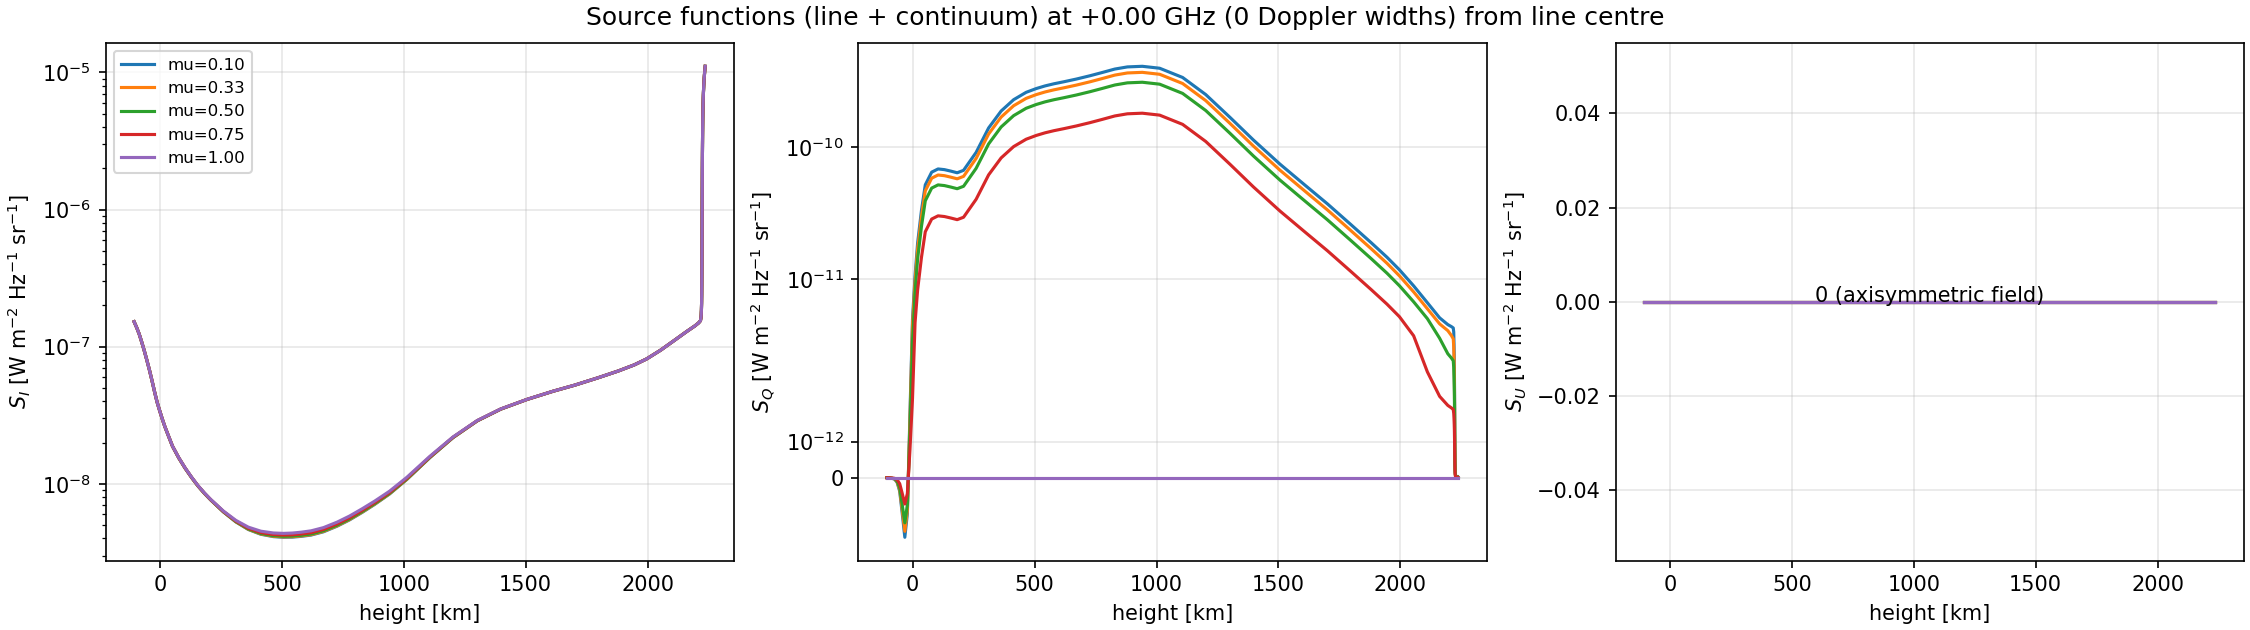 Source functions (line + continuum) at +0.00 GHz (0 Doppler widths) from line centre
S_I [W m⁻² Hz⁻¹ sr⁻¹]
10⁻⁵
10⁻⁶
10⁻⁷
10⁻⁸
mu=0.10
mu=0.33
mu=0.50
mu=0.75
mu=1.00
0 500 1000 1500 2000
height [km]
S_Q [W m⁻² Hz⁻¹ sr⁻¹]
10⁻¹⁰
10⁻¹¹
10⁻¹²
0
0 500 1000 1500 2000
height [km]
S_U [W m⁻² Hz⁻¹ sr⁻¹]
0.04
0.02
0.00
−0.02
−0.04
0 (axisymmetric field)
0 500 1000 1500 2000
height [km]